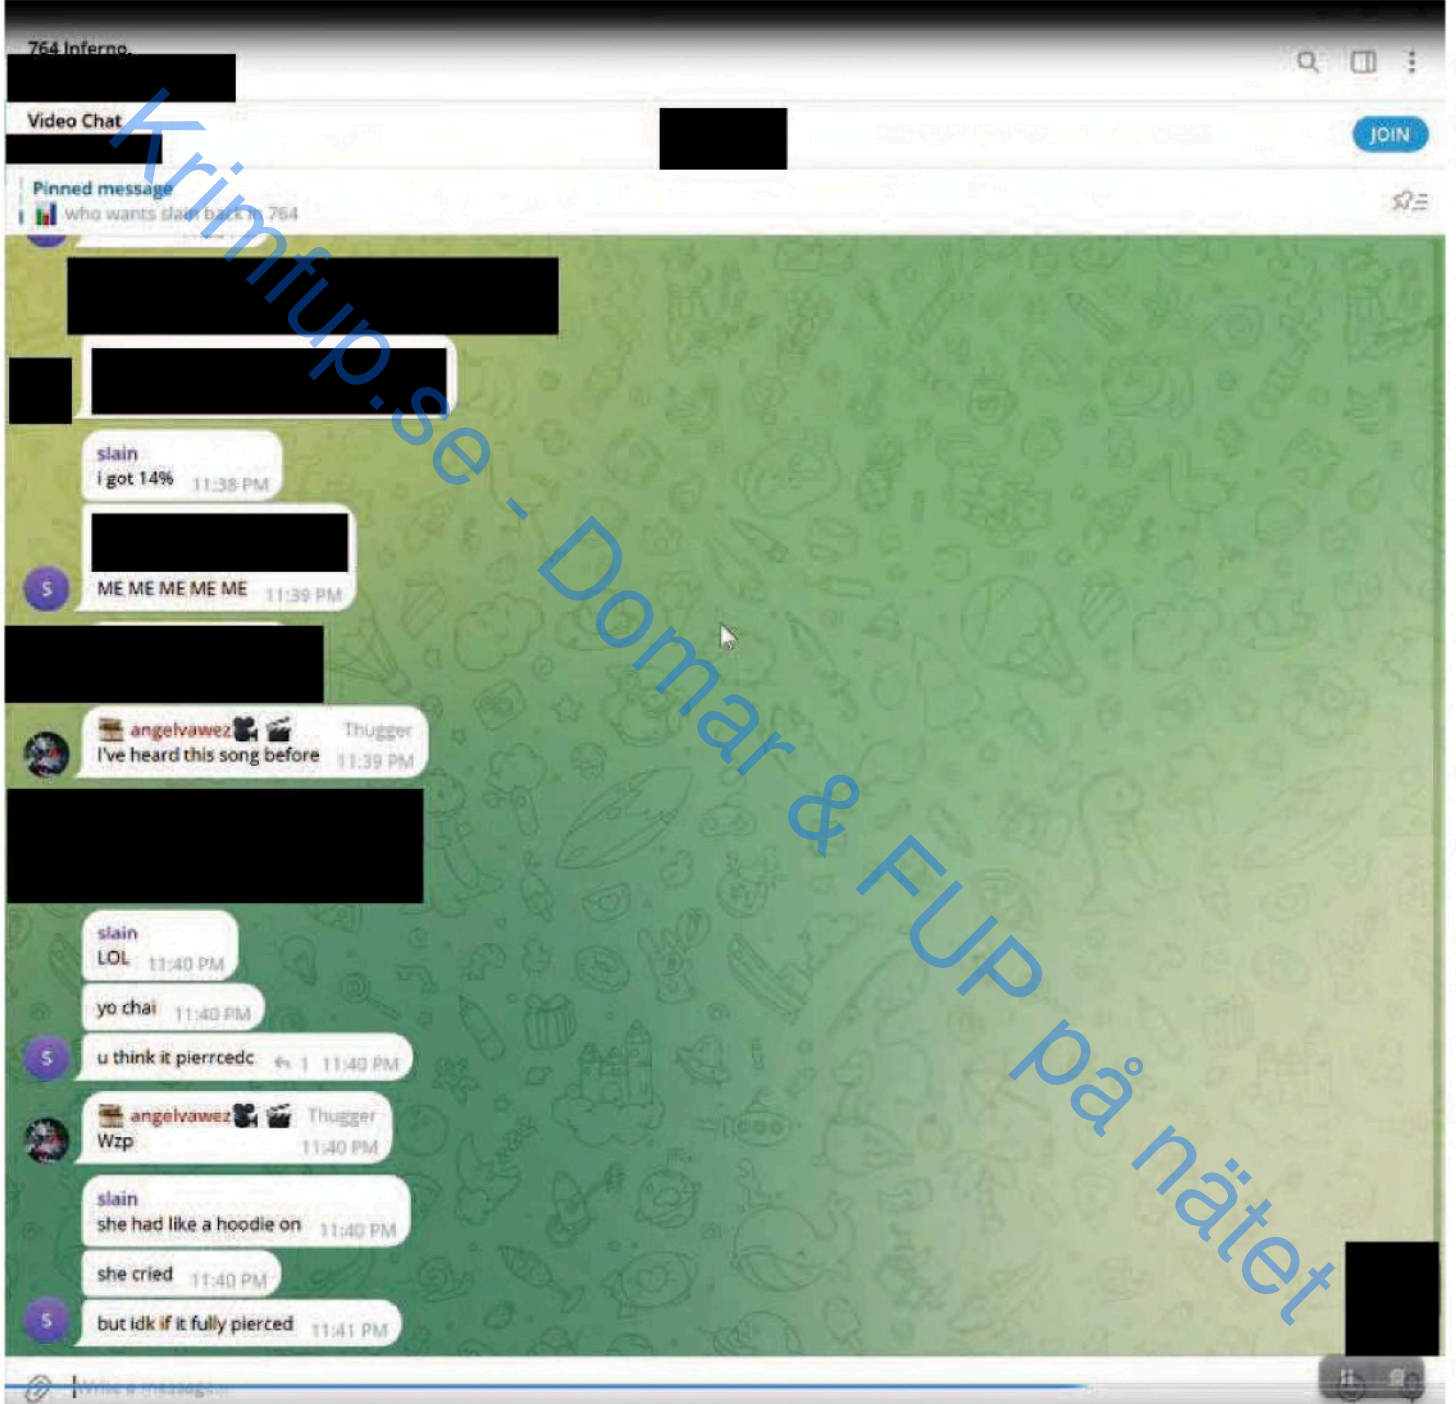 764 Inferno.
Video Chat
JOIN
Pinned message
who wants slain back in 764
slain
i got 14% 11:38 PM
S
ME ME ME ME ME 11:39 PM
angelvawez Thugger
I've heard this song before 11:39 PM
slain
LOL 11:40 PM
yo chai 11:40 PM
S
u think it pierrcedc 1 11:40 PM
angelvawez Thugger
Wzp 11:40 PM
slain
she had like a hoodie on 11:40 PM
she cried 11:40 PM
S
but idk if it fully pierced 11:41 PM
Write a message...
Krimfup.se - Domar & FUP på nätet